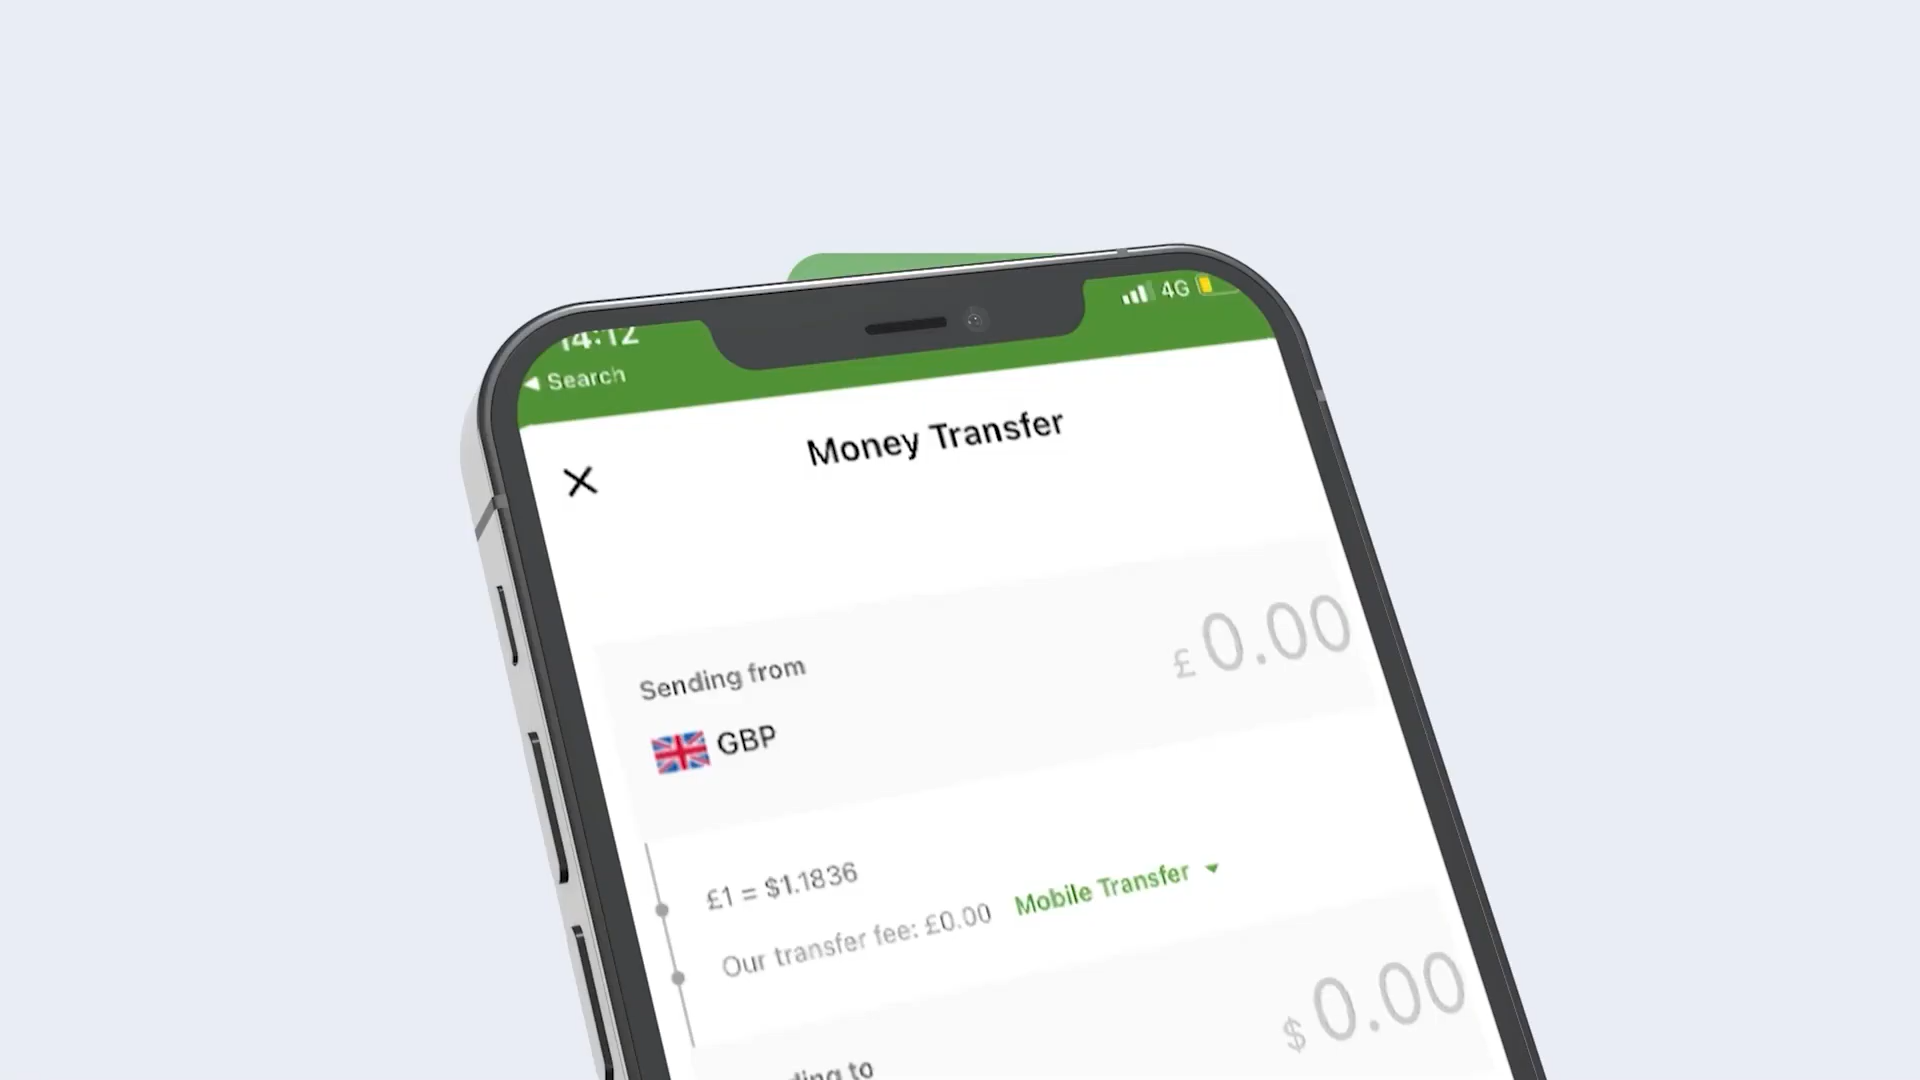 14:12
4G
◀ Search
Money Transfer
Sending from
£ 0.00
GBP
£1 = $1.1836
Our transfer fee: £0.00 Mobile Transfer
$ 0.00
to